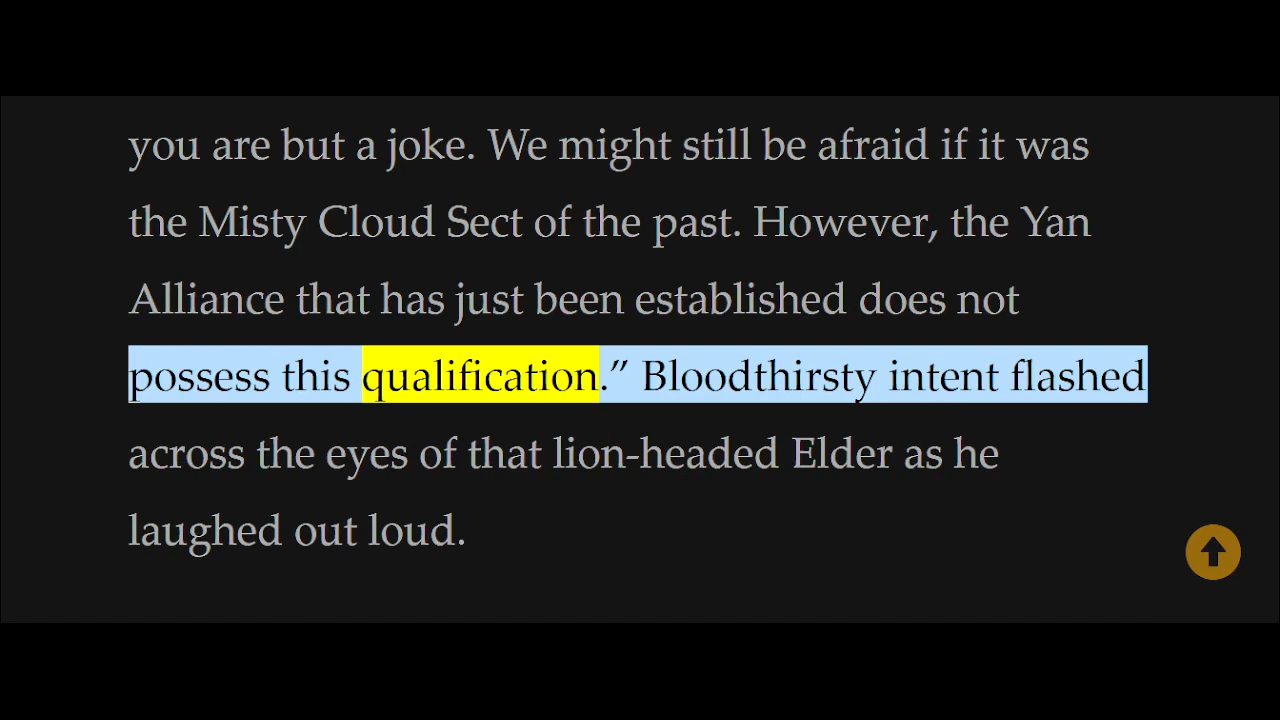 you are but a joke. We might still be afraid if it was
the Misty Cloud Sect of the past. However, the Yan
Alliance that has just been established does not
possess this qualification.” Bloodthirsty intent flashed
across the eyes of that lion-headed Elder as he
laughed out loud.